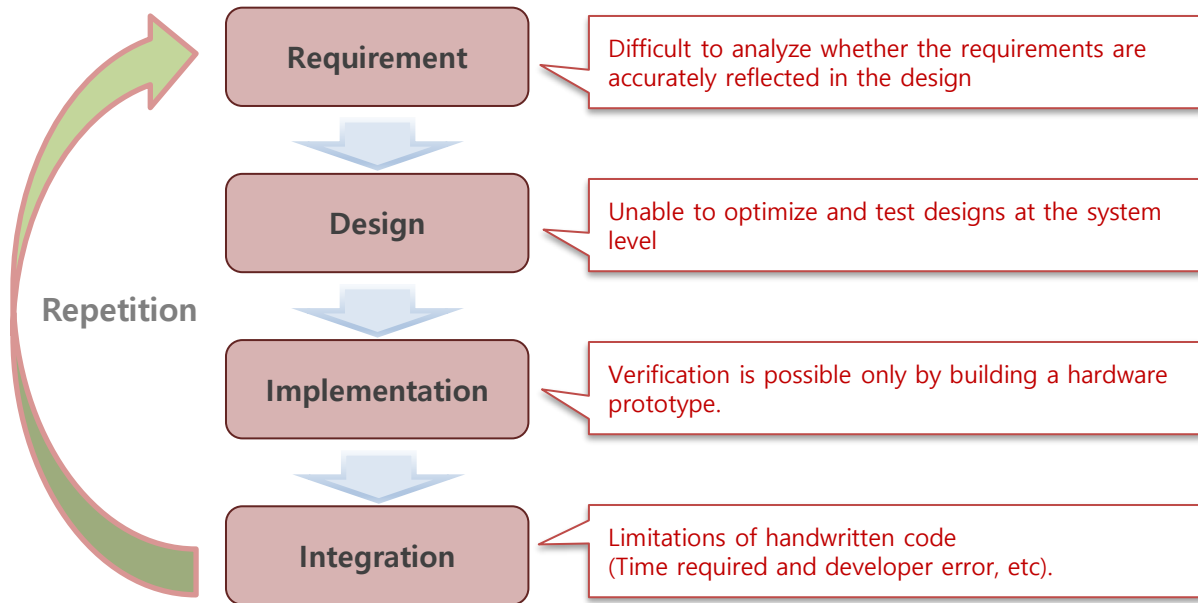 Requirement
Difficult to analyze whether the requirements are
accurately reflected in the design
Design
Unable to optimize and test designs at the system
level
Repetition
Implementation
Verification is possible only by building a hardware
prototype.
Integration
Limitations of handwritten code
(Time required and developer error, etc).